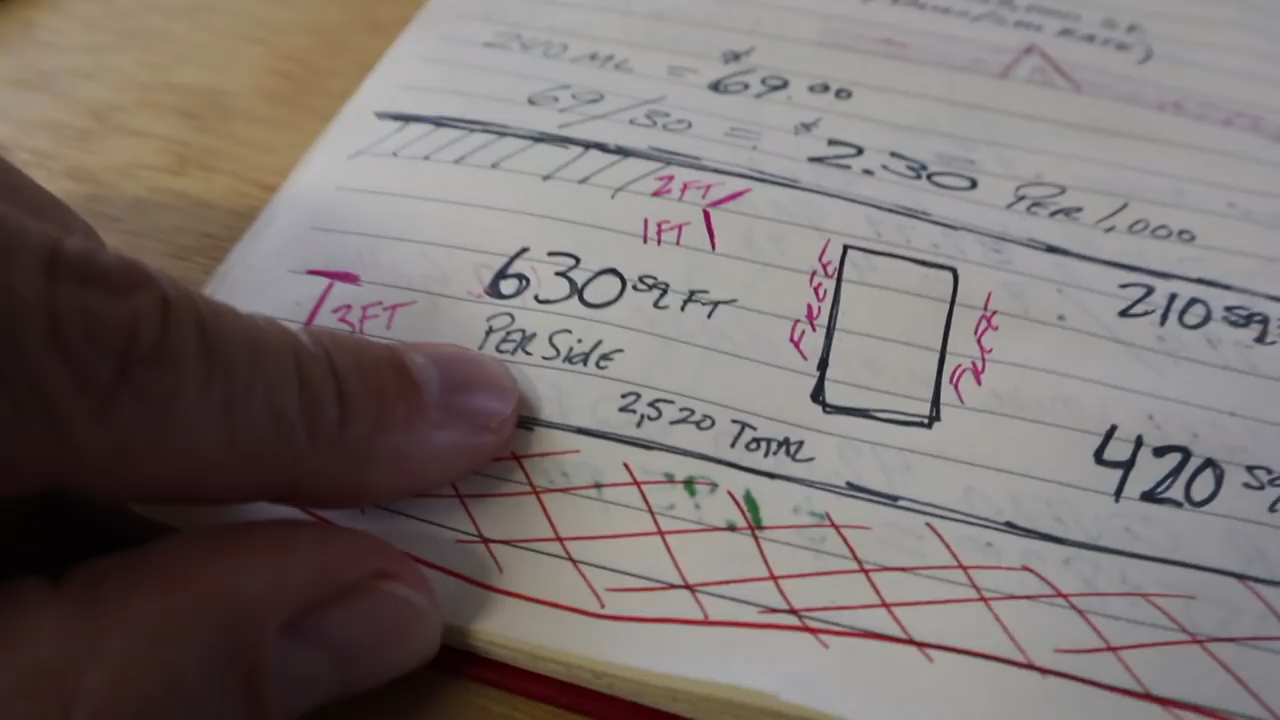 240 ML = $69.00
69/30 = $2.30 PER 1,000
2FT
1FT
3FT
630 SQ FT
PER SIDE
2,520 TOTAL
FREE
210 SQ
420 SQ